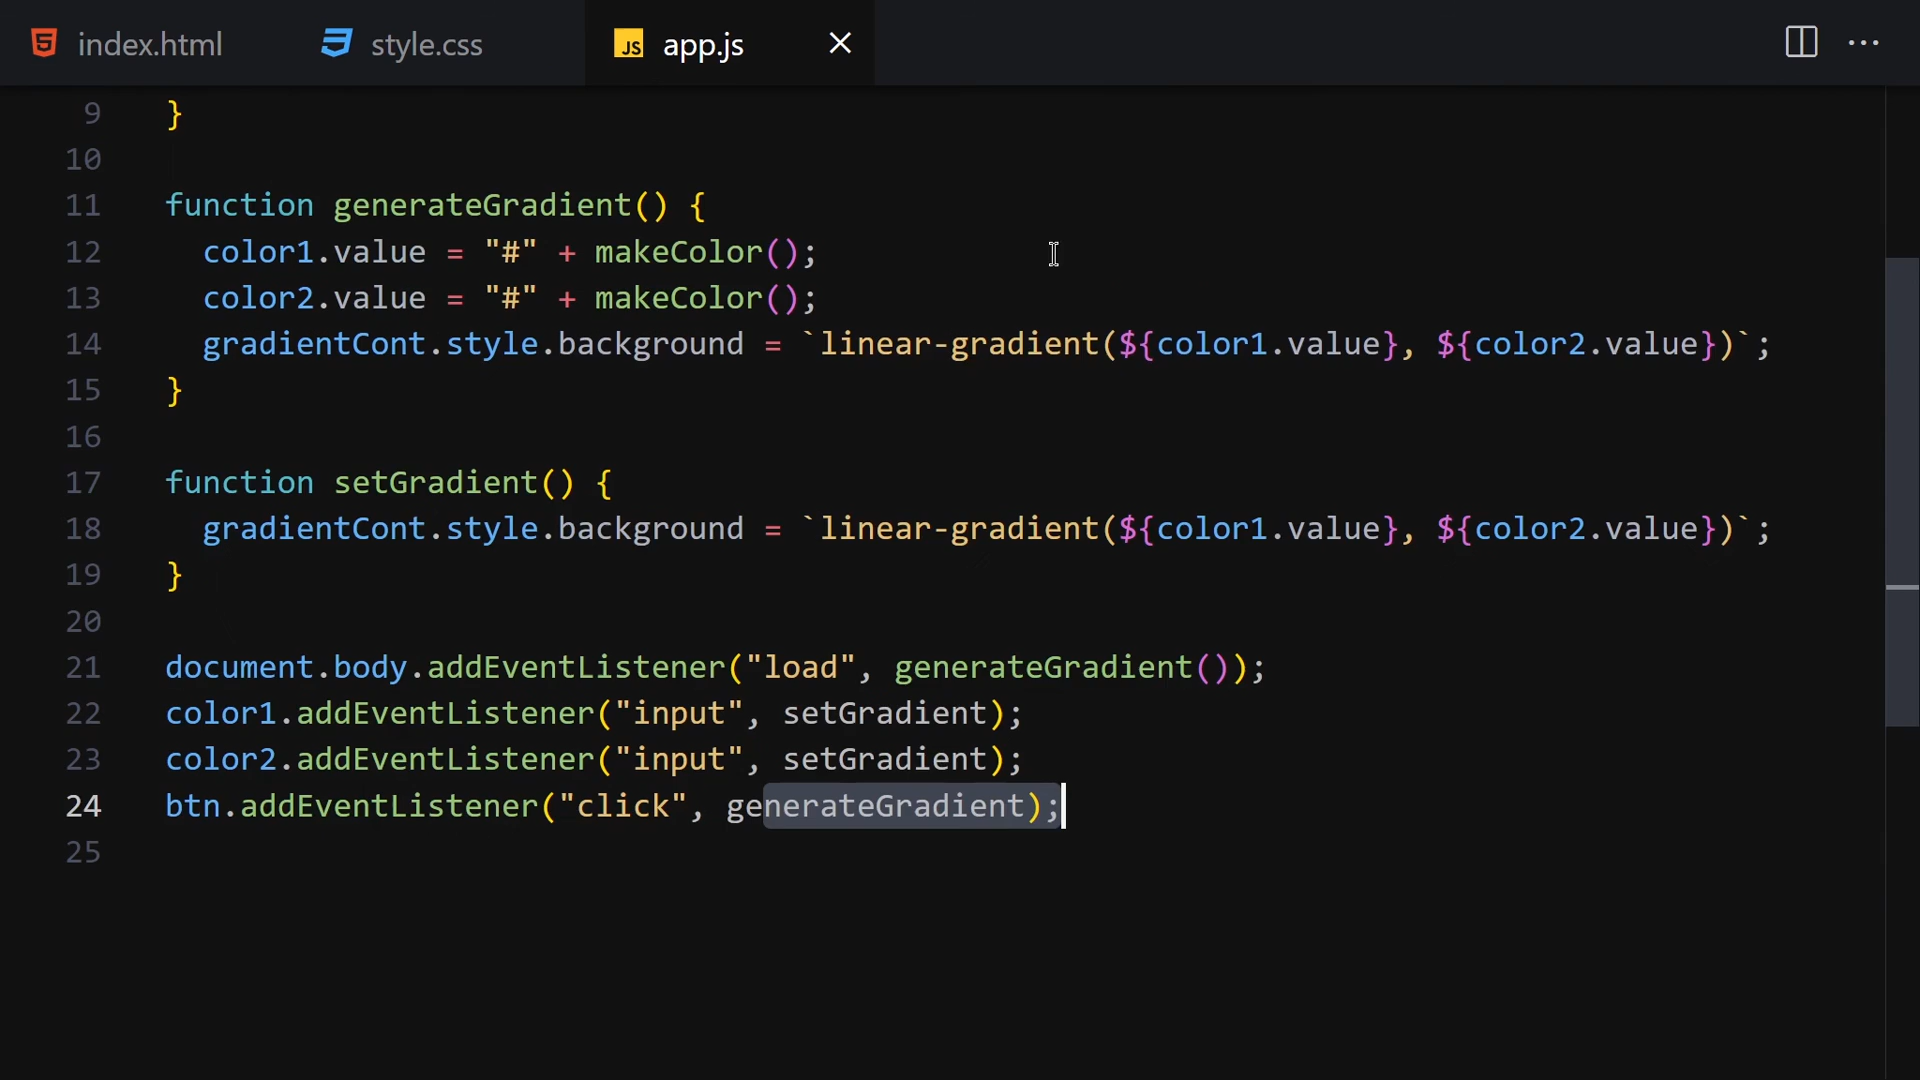 index.html style.css JS app.js
9 }
10
11 function generateGradient() {
12 color1.value = "#" + makeColor();
13 color2.value = "#" + makeColor();
14 gradientCont.style.background = `linear-gradient(${color1.value}, ${color2.value})`;
15 }
16
17 function setGradient() {
18 gradientCont.style.background = `linear-gradient(${color1.value}, ${color2.value})`;
19 }
20
21 document.body.addEventListener("load", generateGradient());
22 color1.addEventListener("input", setGradient);
23 color2.addEventListener("input", setGradient);
24 btn.addEventListener("click", generateGradient);
25